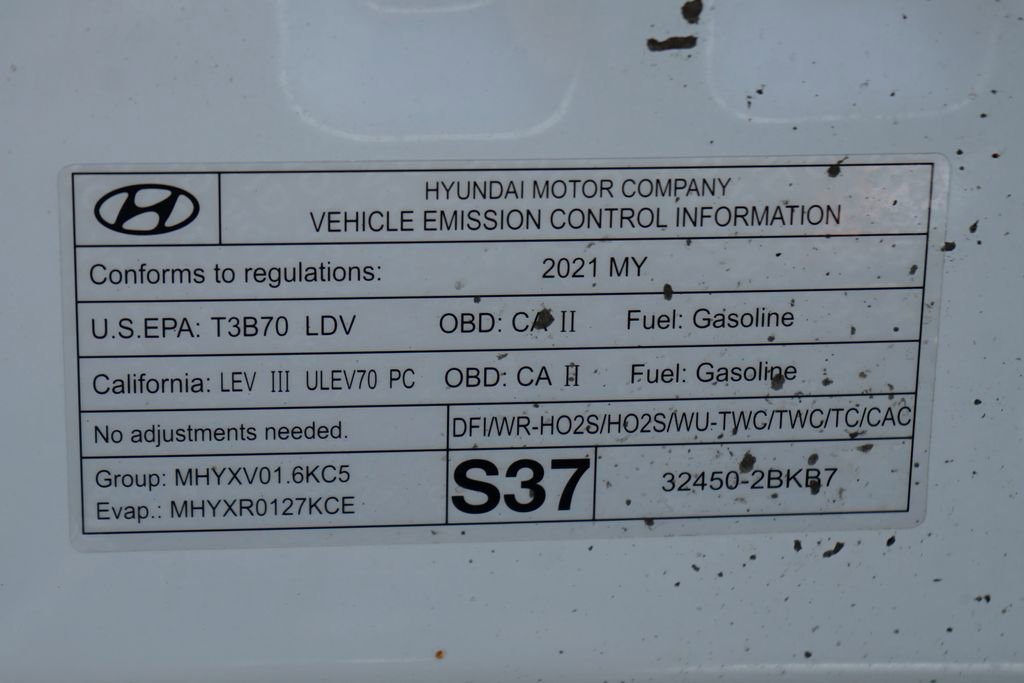 HYUNDAI MOTOR COMPANY
VEHICLE EMISSION CONTROL INFORMATION
Conforms to regulations: 2021 MY
U.S.EPA: T3B70 LDV OBD: CA II Fuel: Gasoline
California: LEV III ULEV70 PC OBD: CA II Fuel: Gasoline
No adjustments needed. DFI/WR-HO2S/HO2S/WU-TWC/TWC/TC/CAC
Group: MHYXV01.6KC5
Evap.: MHYXR0127KCE
S37
32450-2BKB7